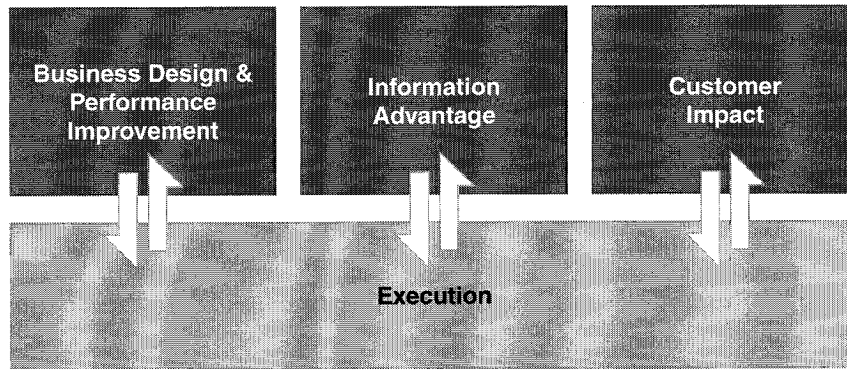 Business Design &
Performance
Improvement
Information
Advantage
Customer
Impact
Execution